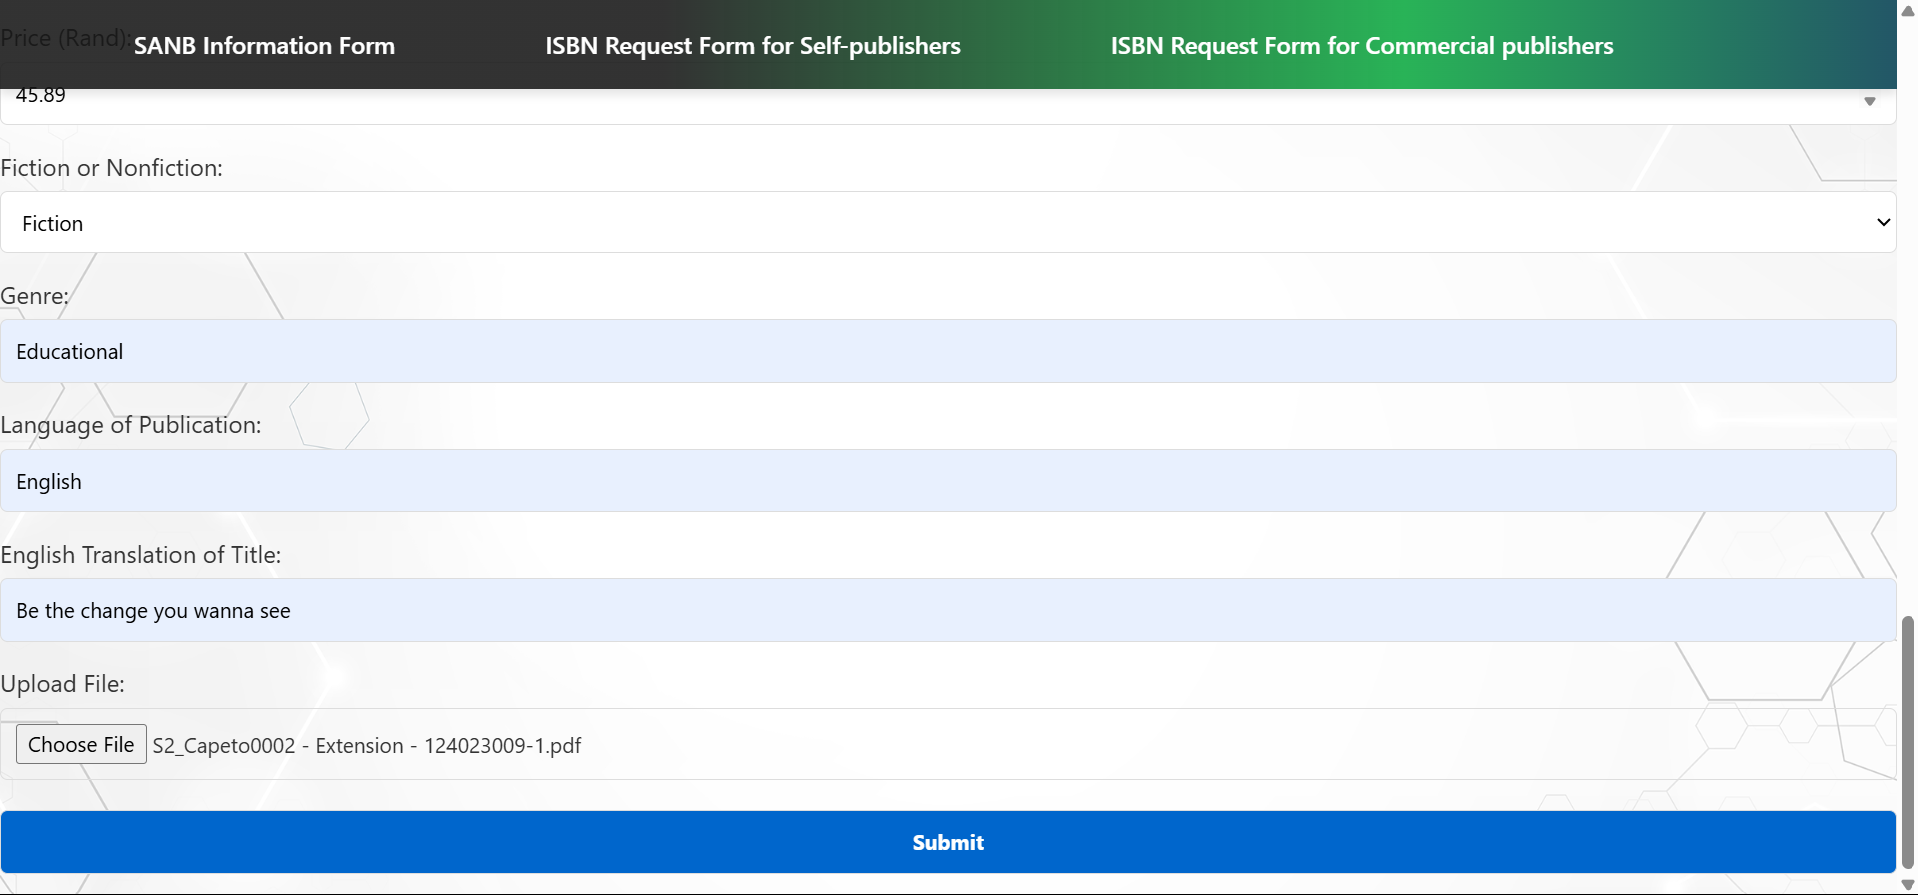 Price (Rand):
SANB Information Form
ISBN Request Form for Self-publishers
ISBN Request Form for Commercial publishers
45.89
Fiction or Nonfiction:
Fiction
Genre:
Educational
Language of Publication:
English
English Translation of Title:
Be the change you wanna see
Upload File:
Choose File S2_Capeto0002 - Extension - 124023009-1.pdf
Submit